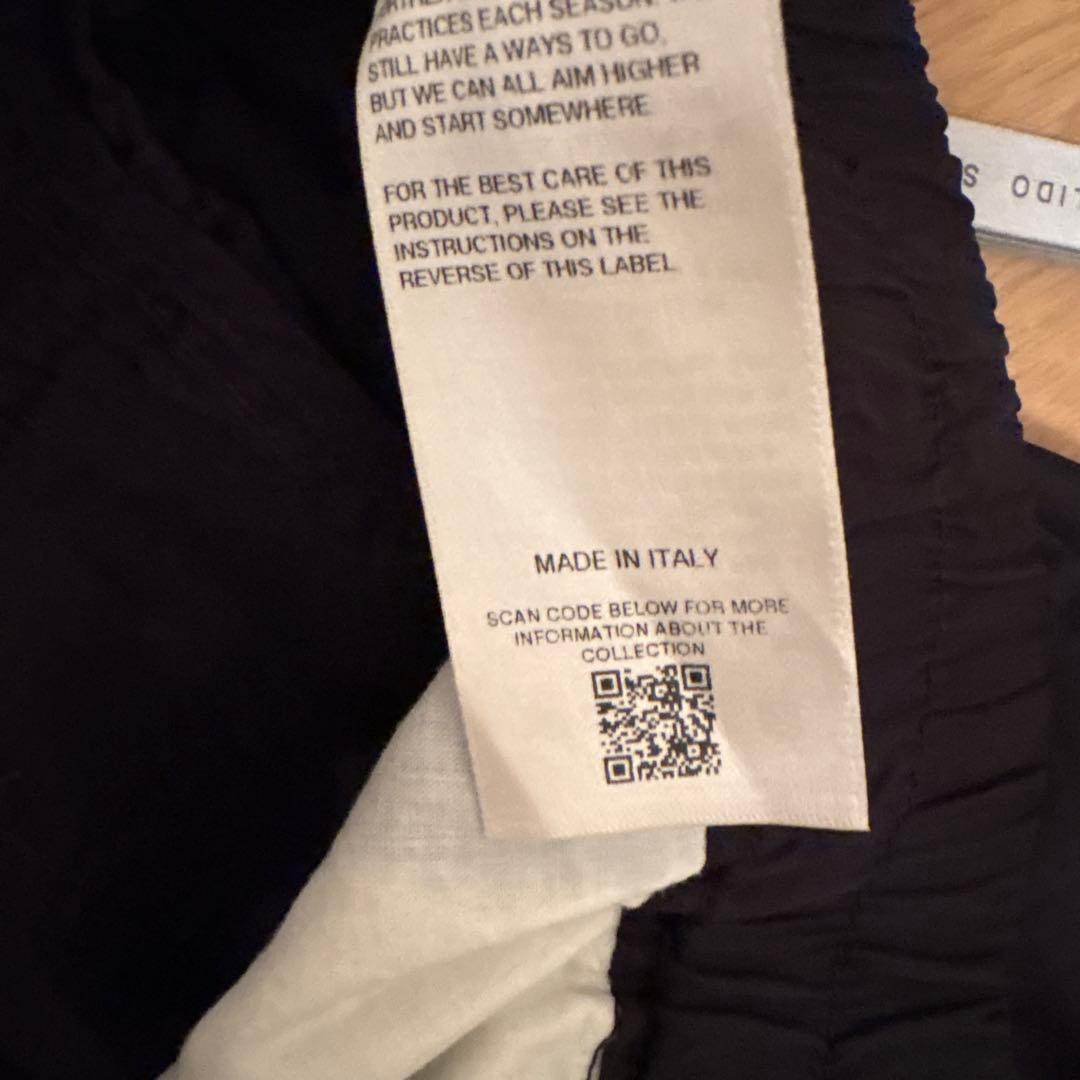 PRACTICES EACH SEASON.
STILL HAVE A WAYS TO GO,
BUT WE CAN ALL AIM HIGHER
AND START SOMEWHERE
FOR THE BEST CARE OF THIS
PRODUCT, PLEASE SEE THE
INSTRUCTIONS ON THE
REVERSE OF THIS LABEL
MADE IN ITALY
SCAN CODE BELOW FOR MORE
INFORMATION ABOUT THE
COLLECTION